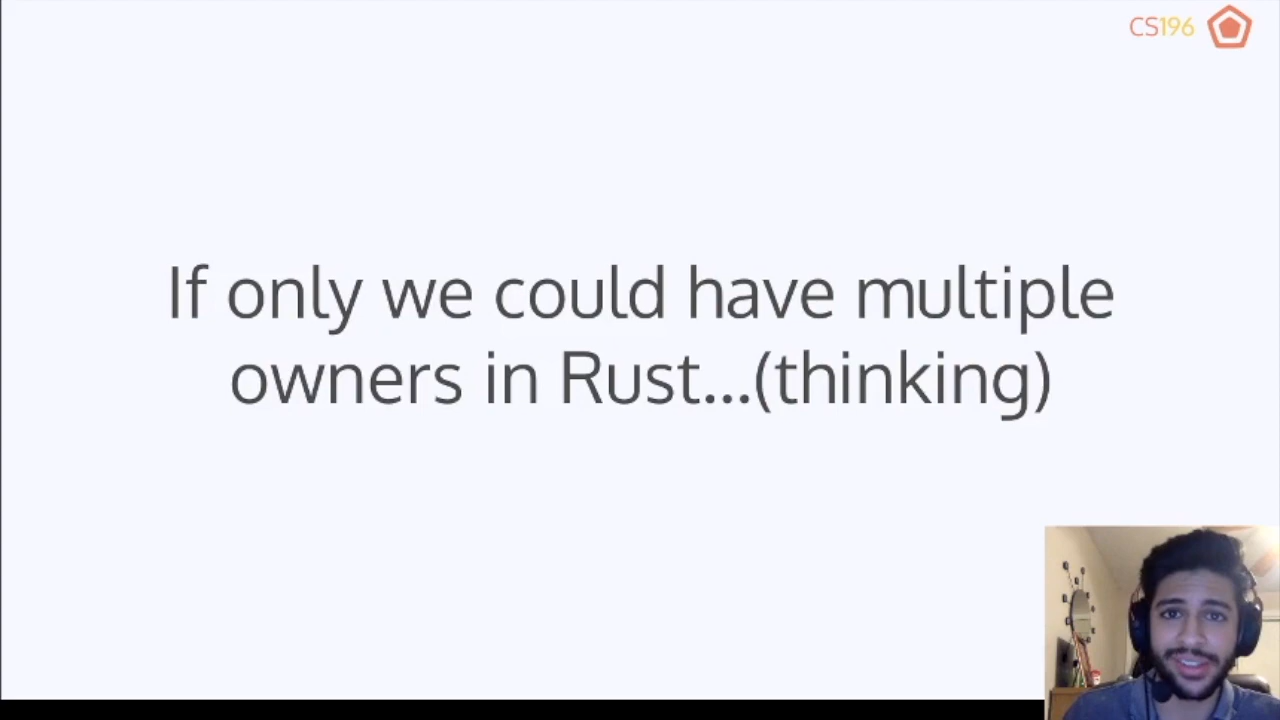 CS196
If only we could have multiple
owners in Rust...(thinking)